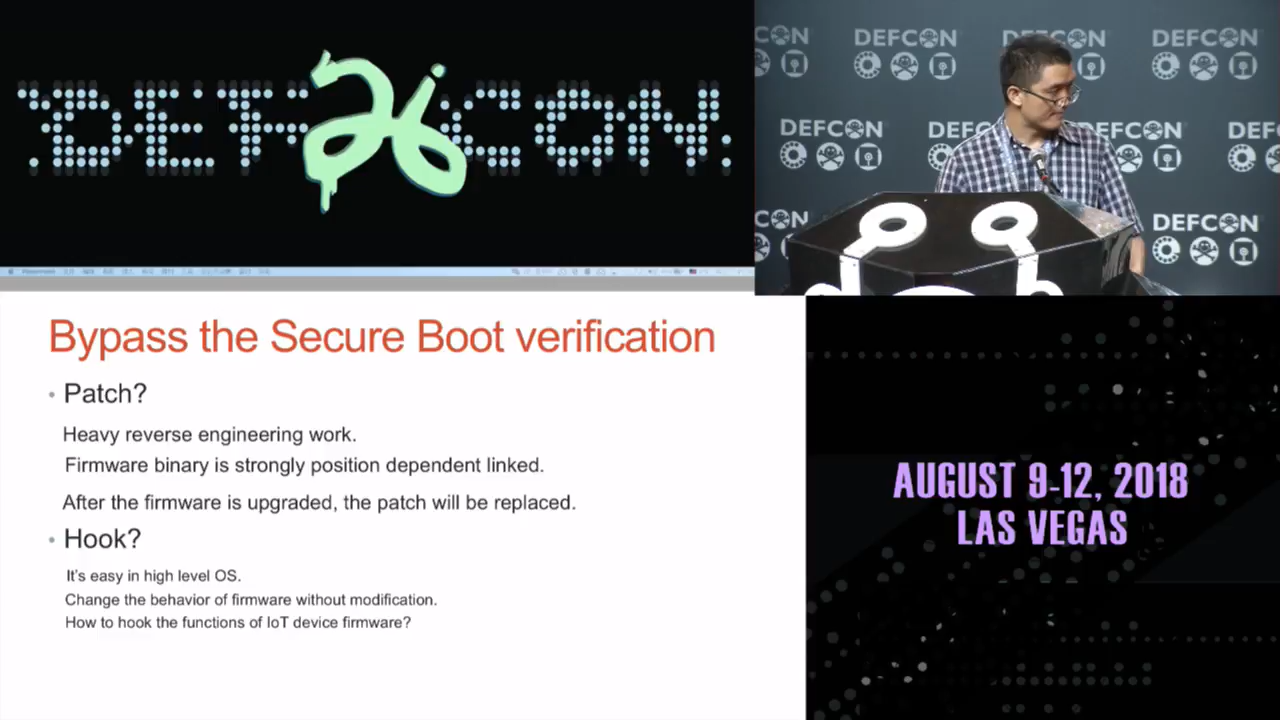 DEFCON
26
DEFCON
DEFCON
DEFCON
DEFCON
DEFCON
DEFCON
DEFCON
DEFCON
Bypass the Secure Boot verification
• Patch?
Heavy reverse engineering work.
Firmware binary is strongly position dependent linked.
After the firmware is upgraded, the patch will be replaced.
• Hook?
It's easy in high level OS.
Change the behavior of firmware without modification.
How to hook the functions of IoT device firmware?
AUGUST 9-12, 2018
LAS VEGAS